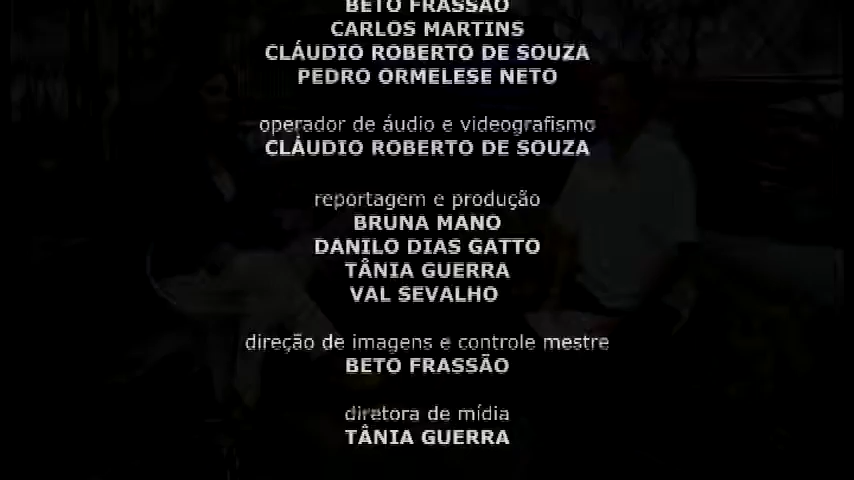 BETO FRASSÃO
CARLOS MARTINS
CLÁUDIO ROBERTO DE SOUZA
PEDRO ORMELESE NETO
operador de áudio e videografismo
CLÁUDIO ROBERTO DE SOUZA
reportagem e produção
BRUNA MANO
DANILO DIAS GATTO
TÂNIA GUERRA
VAL SEVALHO
direção de imagens e controle mestre
BETO FRASSÃO
diretora de mídia
TÂNIA GUERRA